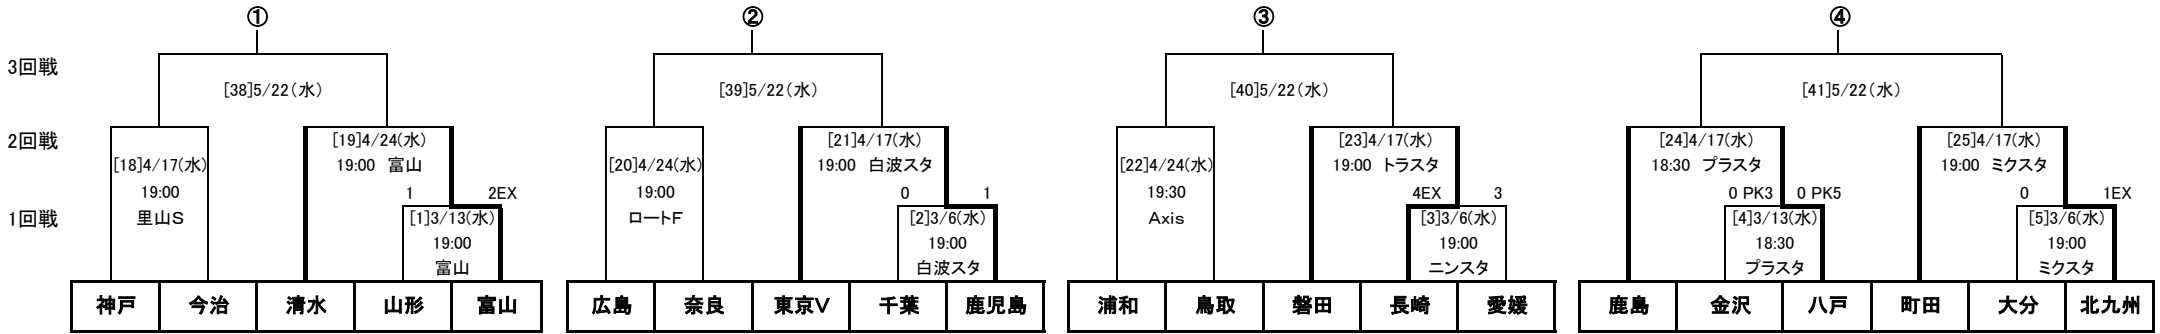 ① ② ③ ④
3回戦
[38]5/22(水) [39]5/22(水) [40]5/22(水) [41]5/22(水)
2回戦
[18]4/17(水)
19:00
里山S
[19]4/24(水)
19:00 富山
1 2EX
[20]4/24(水)
19:00
ロートF
[21]4/17(水)
19:00 白波スタ
0 1
[22]4/24(水)
19:30
Axis
[23]4/17(水)
19:00 トラスタ
4EX 3
[24]4/17(水)
18:30 プラスタ
0 PK3 0 PK5
[25]4/17(水)
19:00 ミクスタ
0 1EX
1回戦
[1]3/13(水)
19:00
富山
[2]3/6(水)
19:00
白波スタ
[3]3/6(水)
19:00
ニンスタ
[4]3/13(水)
18:30
プラスタ
[5]3/6(水)
19:00
ミクスタ
神戸 今治 清水 山形 富山 広島 奈良 東京V 千葉 鹿児島 浦和 鳥取 磐田 長崎 愛媛 鹿島 金沢 八戸 町田 大分 北九州